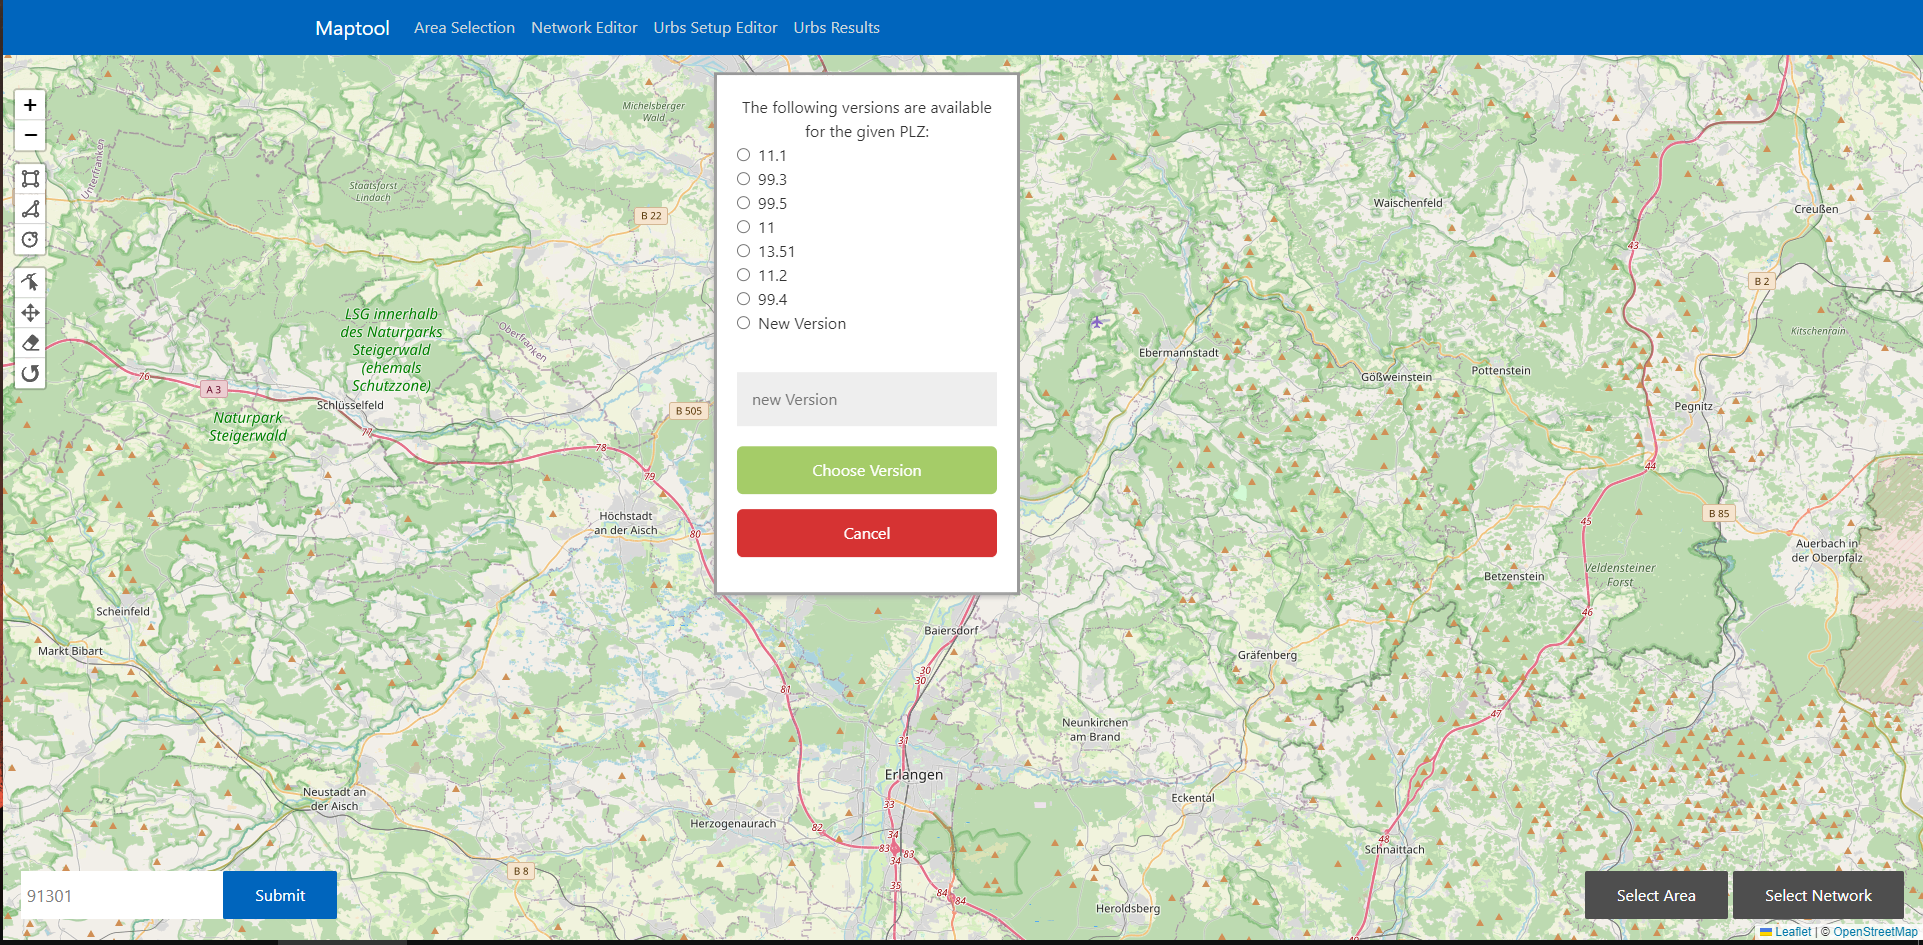 Maptool Area Selection Network Editor Urbs Setup Editor Urbs Results
+
−
The following versions are available
for the given PLZ:
11.1
99.3
99.5
11
13.51
11.2
99.4
New Version
new Version
Choose Version
Cancel
Michelsberger
Wald
Unterfranken
Staatsforst
Lindach
B 22
Waischenfeld
Creußen
43
B 2
LSG innerhalb
des Naturparks
Steigerwald
(ehemals
Schutzzone)
Oberfranken
Kitschenrain
Ebermannstadt
76
A 3
Gößweinstein
Pottenstein
Schlüsselfeld
B 505
Pegnitz
Naturpark
Steigerwald
77
78
79
44
Höchstadt
an der Aisch
80
45
B 85
Auerbach in
der Oberpfalz
Betzenstein
Veldensteiner
Forst
Scheinfeld
46
Baiersdorf
Markt Bibart
Gräfenberg
30
30
81
47
Neunkirchen
am Brand
31
Erlangen
Neustadt an
der Aisch
Eckental
33
Herzogenaurach
82
34
83
83
34
48
Schnaittach
B 8
35
84
84
Heroldsberg
91301
Submit
Select Area
Select Network
Leaflet | © OpenStreetMap